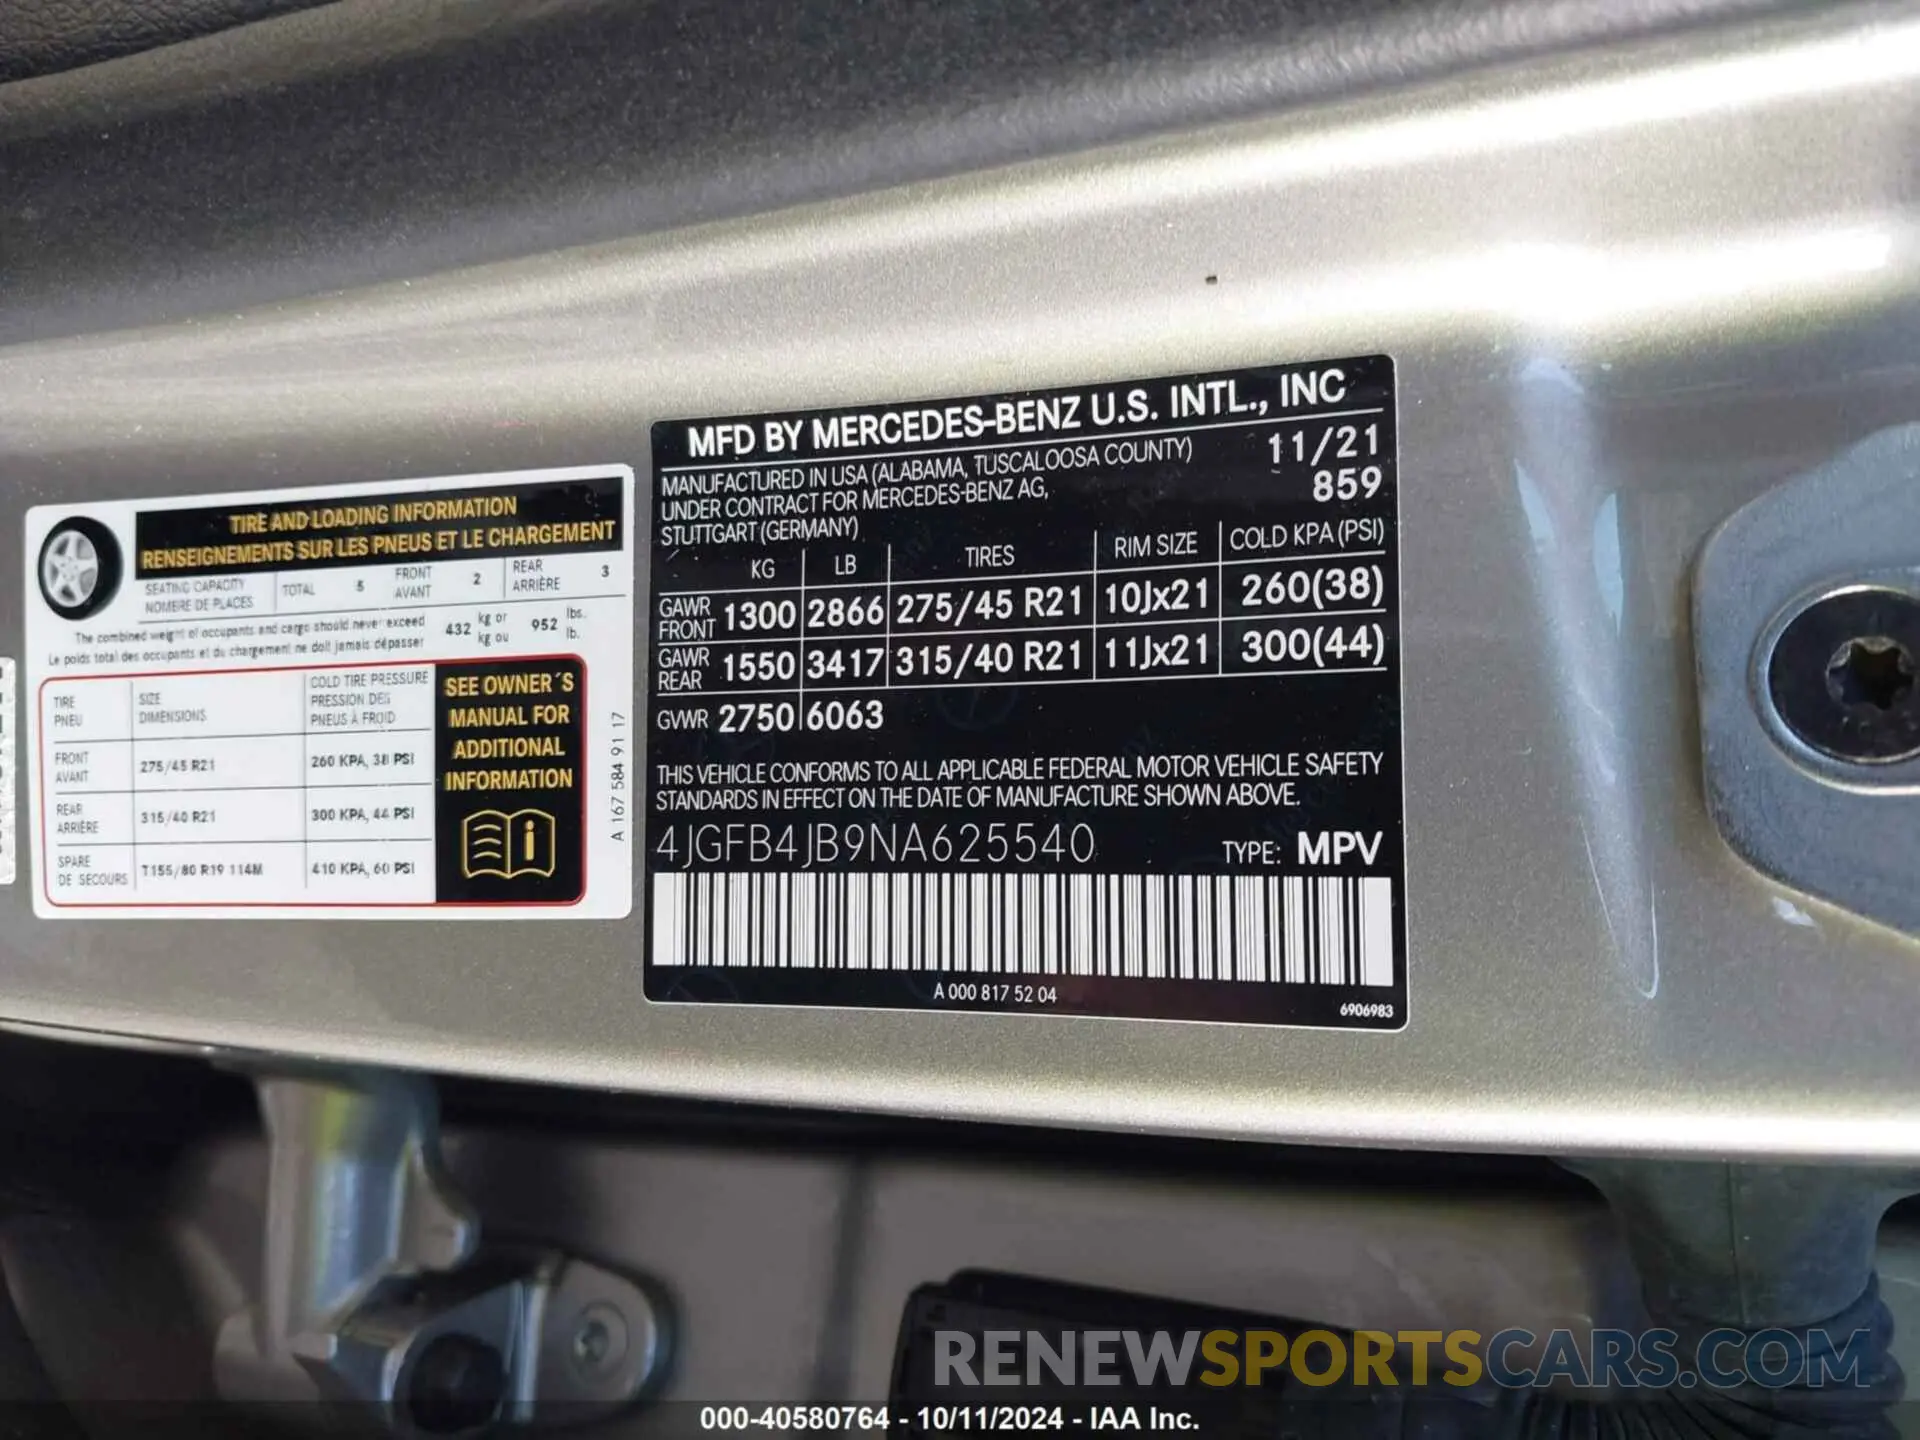 TIRE AND LOADING INFORMATION
RENSEIGNEMENTS SUR LES PNEUS ET LE CHARGEMENT
SEATING CAPACITY
NOMBRE DE PLACES
TOTAL 5
FRONT
AVANT 2
REAR
ARRIÈRE 3
The combined weight of occupants and cargo should never exceed
Le poids total des occupants et du chargement ne doit jamais dépasser
432 kg or
kg ou
952 lbs.
lb.
TIRE
PNEU
SIZE
DIMENSIONS
COLD TIRE PRESSURE
PRESSION DES
PNEUS À FROID
FRONT
AVANT
275/45 R21
260 KPA, 38 PSI
REAR
ARRIÈRE
315/40 R21
300 KPA, 44 PSI
SPARE
DE SECOURS
T155/80 R19 114M
410 KPA, 60 PSI
SEE OWNER´S
MANUAL FOR
ADDITIONAL
INFORMATION
A 167 584 91 17
MFD BY MERCEDES-BENZ U.S. INTL., INC
MANUFACTURED IN USA (ALABAMA, TUSCALOOSA COUNTY)
UNDER CONTRACT FOR MERCEDES-BENZ AG,
STUTTGART (GERMANY)
11/21
859
KG LB TIRES RIM SIZE COLD KPA (PSI)
GAWR
FRONT 1300 2866 275/45 R21 10Jx21 260(38)
GAWR
REAR 1550 3417 315/40 R21 11Jx21 300(44)
GVWR 2750 6063
THIS VEHICLE CONFORMS TO ALL APPLICABLE FEDERAL MOTOR VEHICLE SAFETY
STANDARDS IN EFFECT ON THE DATE OF MANUFACTURE SHOWN ABOVE.
4JGFB4JB9NA625540 TYPE: MPV
A 000 817 52 04
6906983
RENEWSPORTSCARS.COM
000-40580764 - 10/11/2024 - IAA Inc.